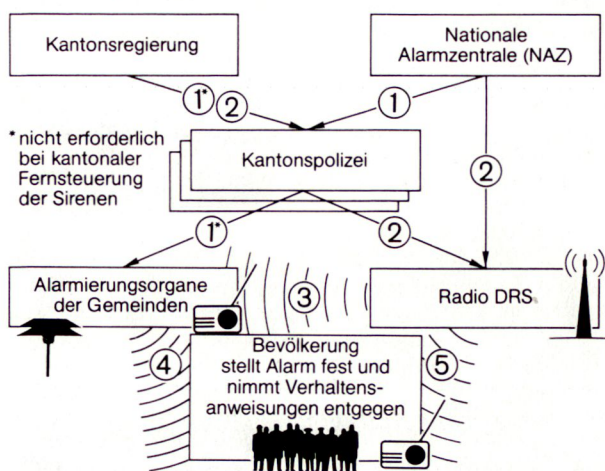 Kantonsregierung
Nationale
Alarmzentrale (NAZ)
1* 2
1
* nicht erforderlich
bei kantonaler
Fernsteuerung
der Sirenen
Kantonspolizei
2
1*
2
Alarmierungsorgane
der Gemeinden
3
Radio DRS
4
Bevölkerung
stellt Alarm fest und
nimmt Verhaltens-
anweisungen entgegen
5